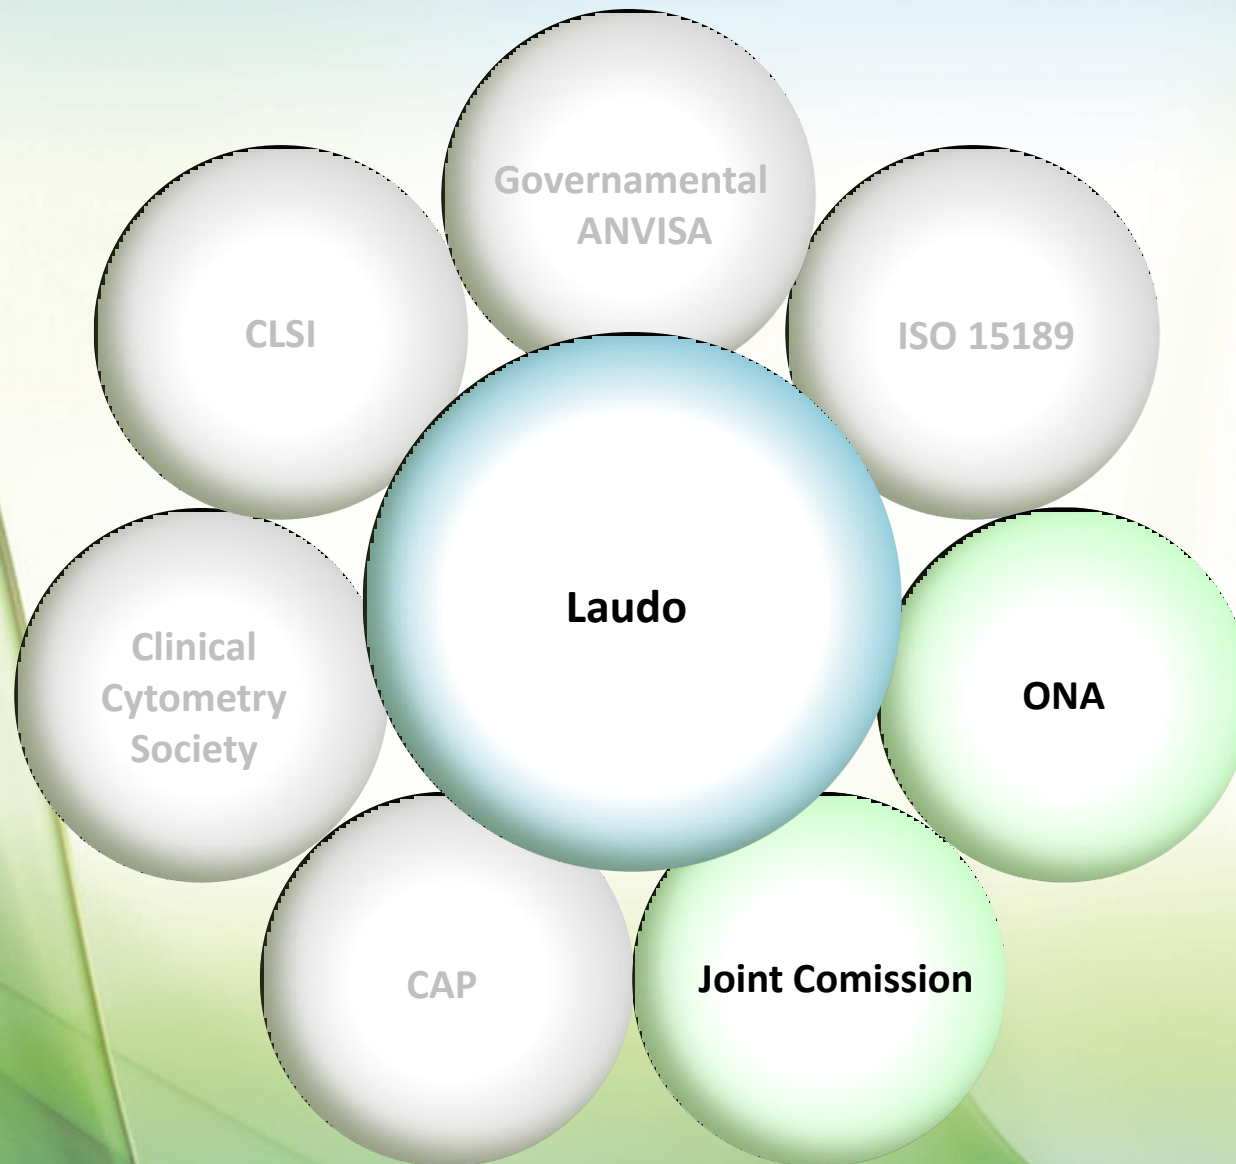 Governamental
ANVISA
CLSI
ISO 15189
Laudo
Clinical
Cytometry
Society
ONA
CAP
Joint Comission